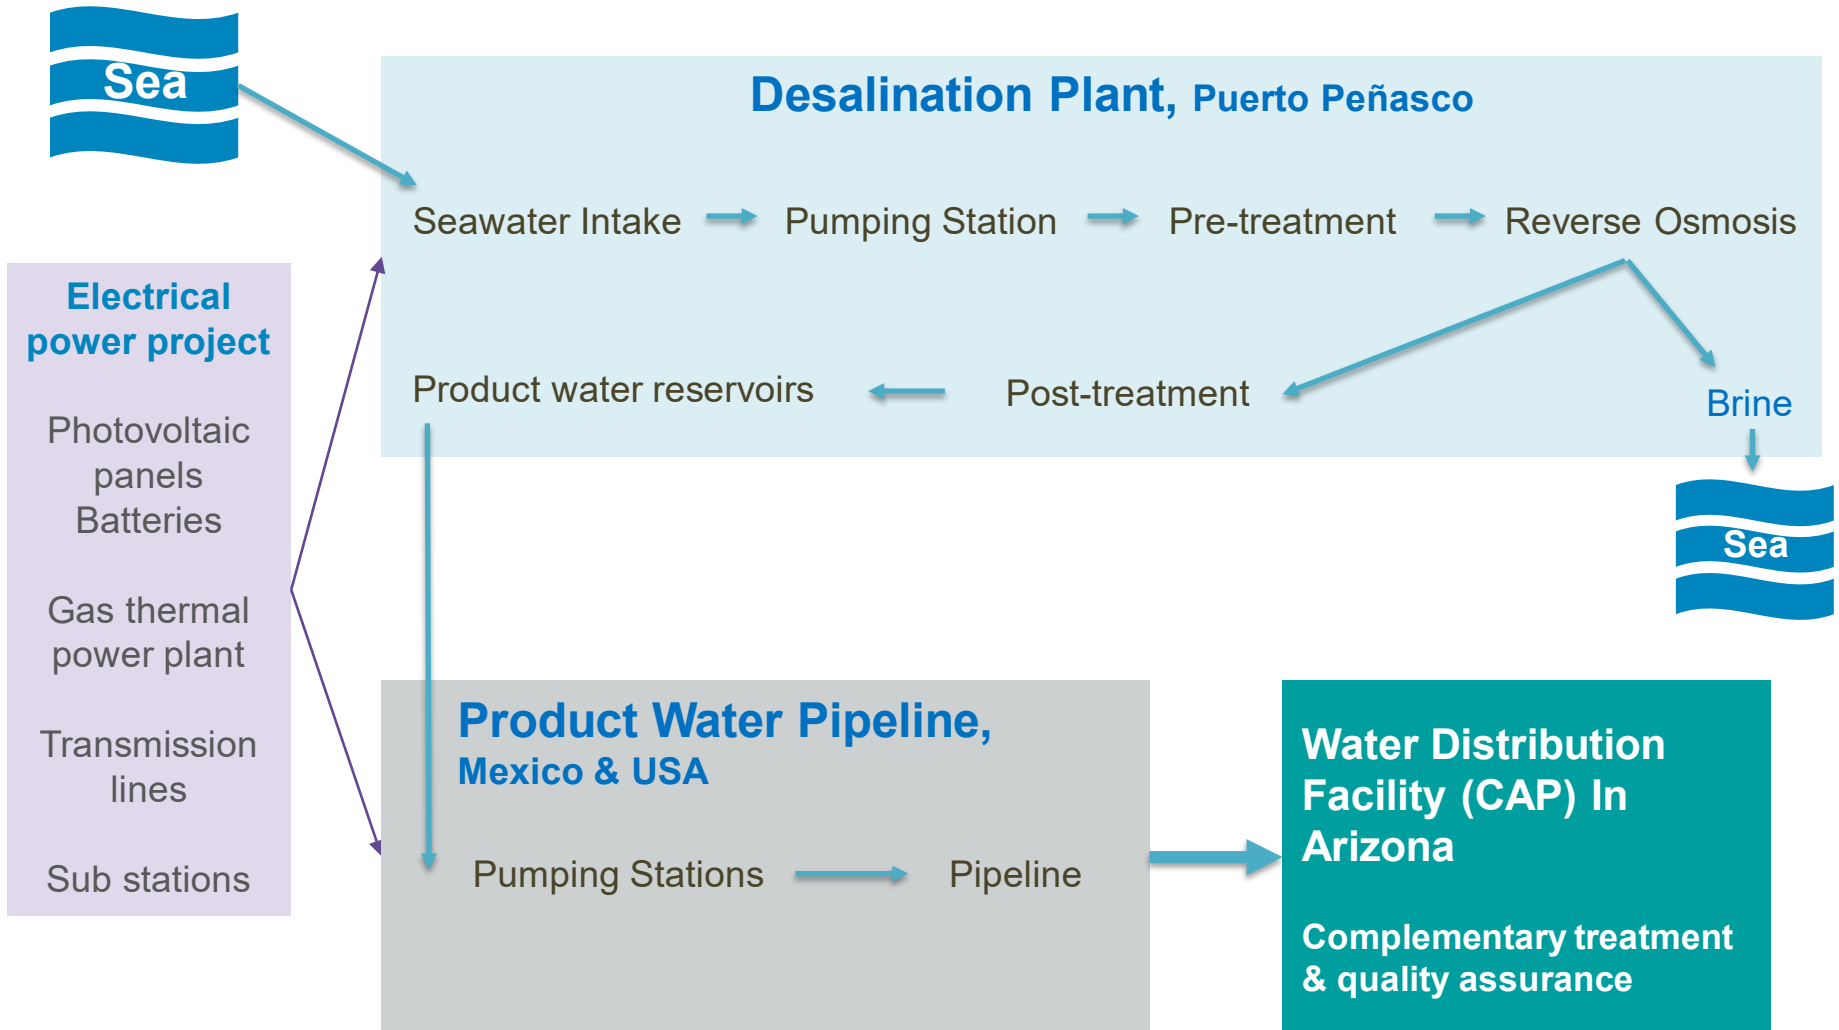 Sea
Desalination Plant, Puerto Peñasco
Seawater Intake
Pumping Station
Pre-treatment
Reverse Osmosis
Product water reservoirs
Post-treatment
Brine
Sea
Electrical
power project
Photovoltaic
panels
Batteries
Gas thermal
power plant
Transmission
lines
Sub stations
Product Water Pipeline,
Mexico & USA
Pumping Stations
Pipeline
Water Distribution
Facility (CAP) In
Arizona
Complementary treatment
& quality assurance